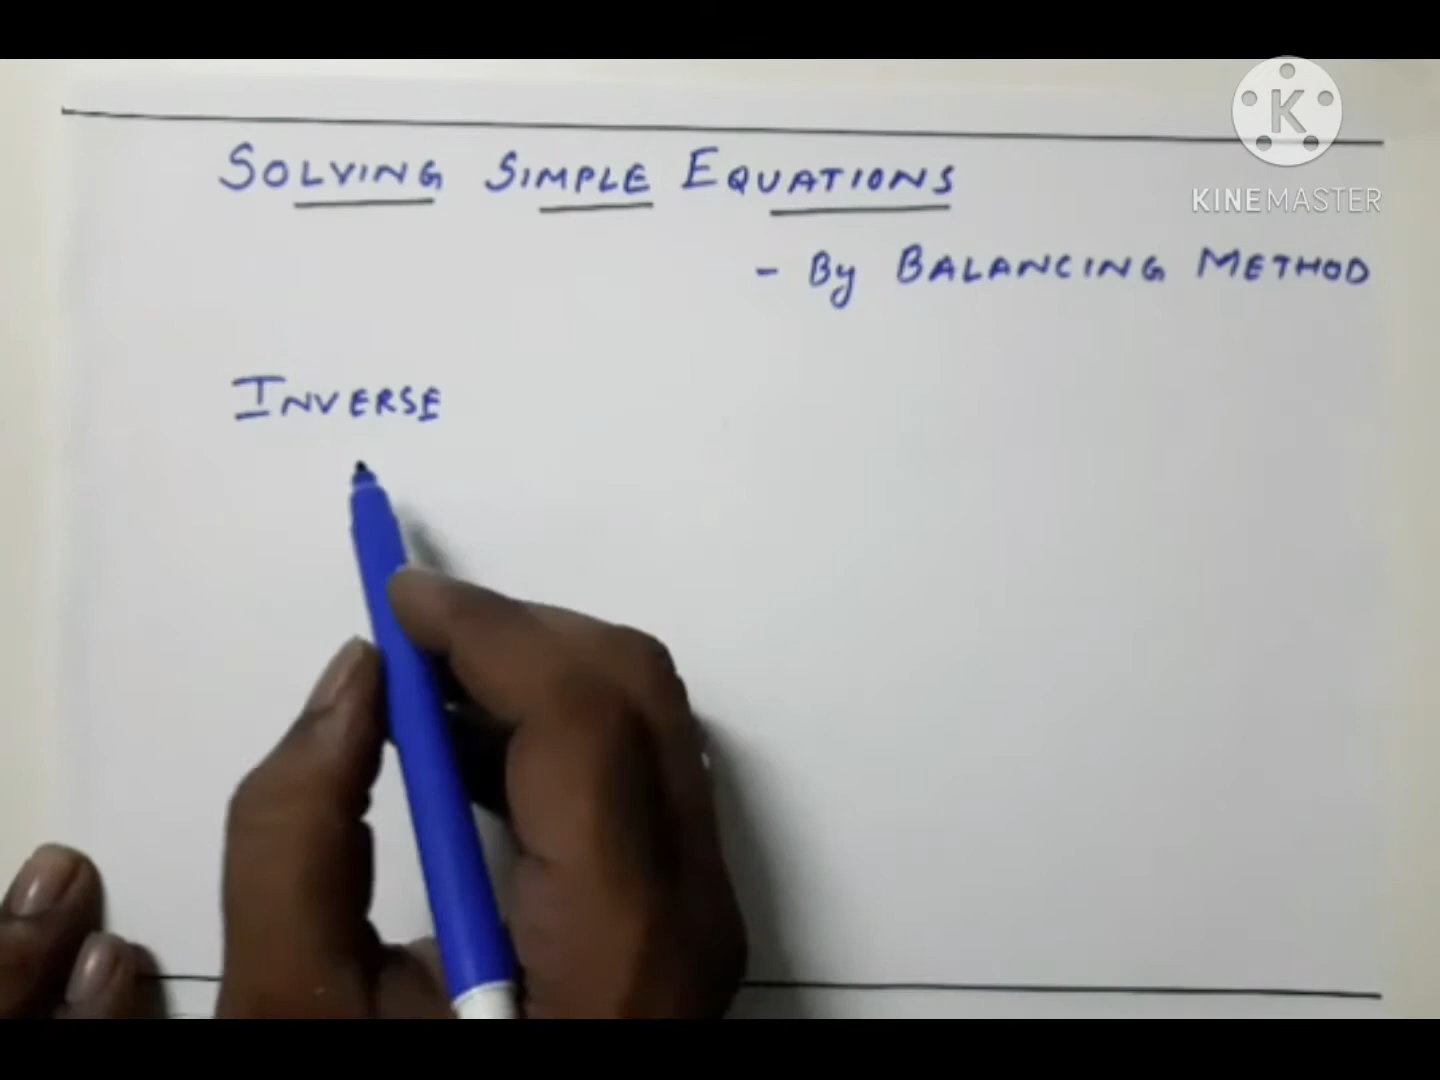 SOLVING SIMPLE EQUATIONS
- By BALANCING METHOD
INVERSE
K
KINEMASTER